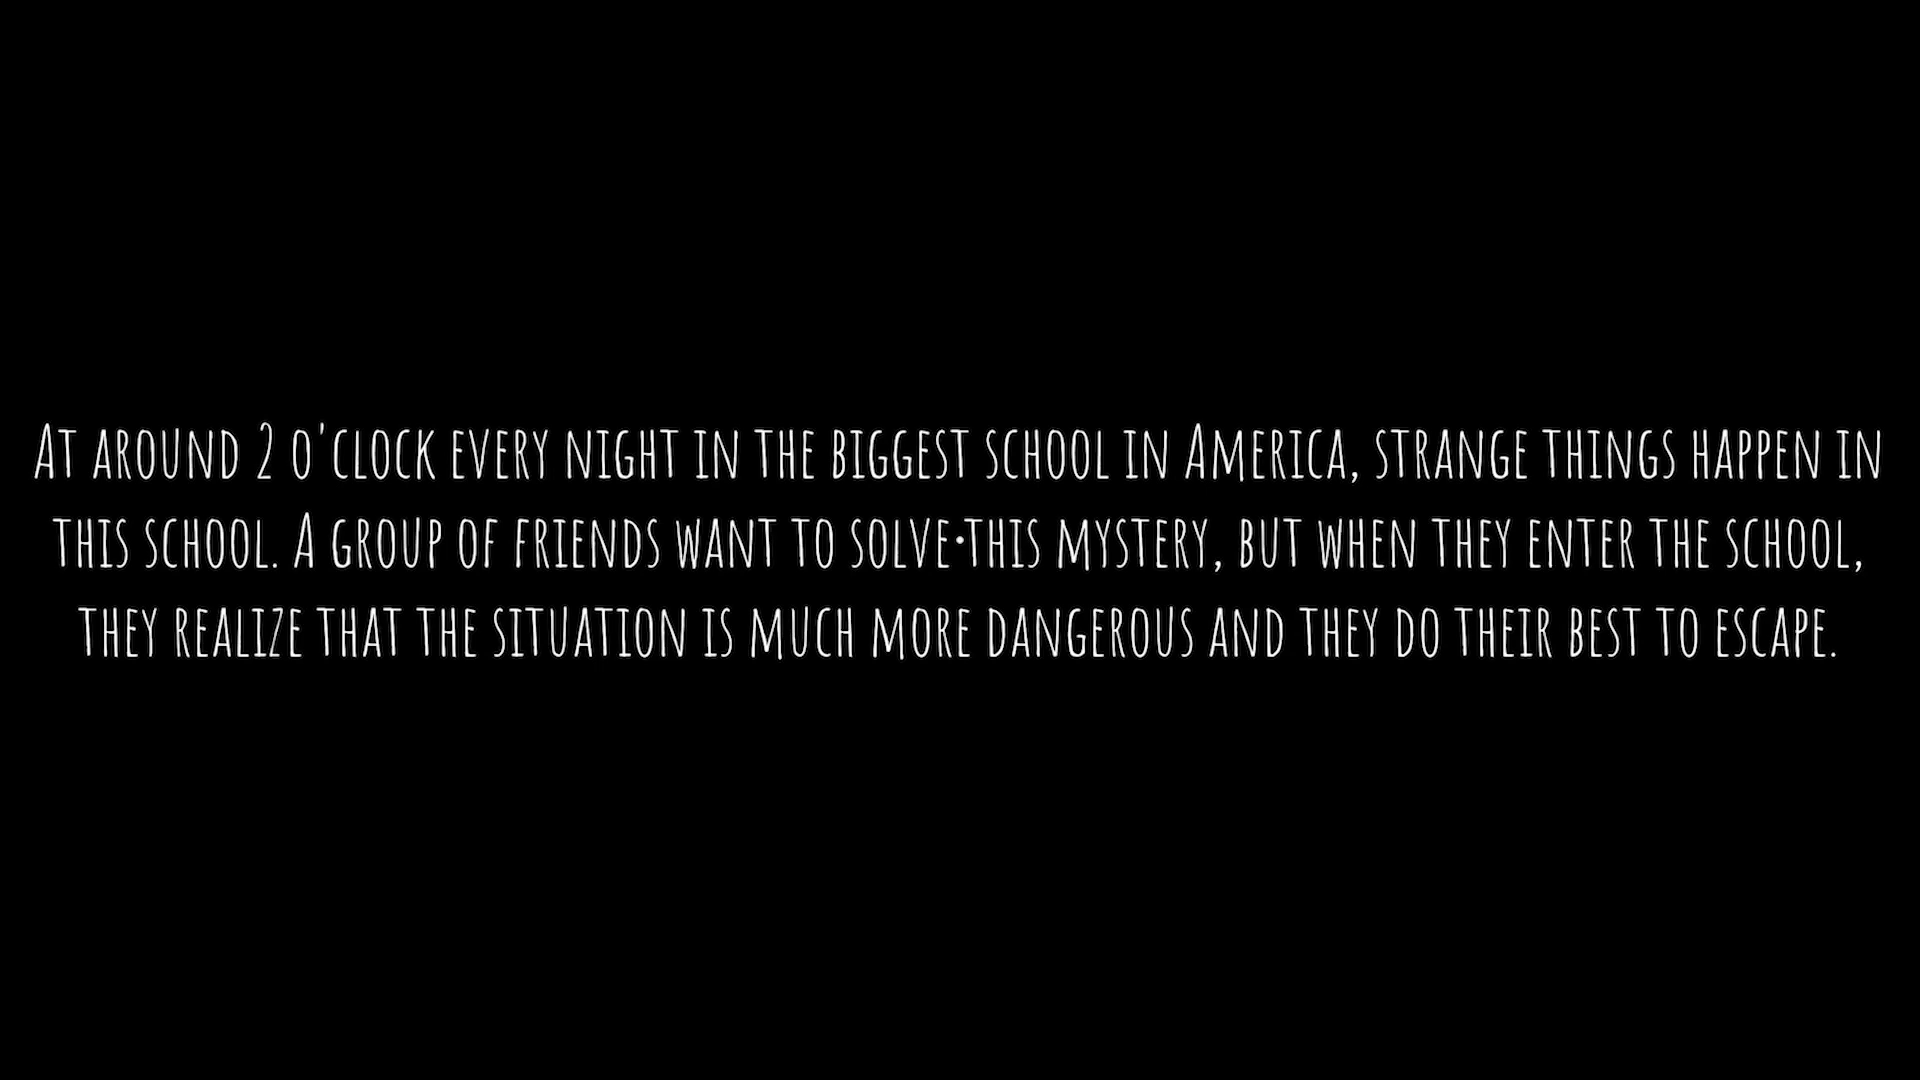 At around 2 o'clock every night in the biggest school in America, strange things happen in
this school. A group of friends want to solve•this mystery, but when they enter the school,
they realize that the situation is much more dangerous and they do their best to escape.